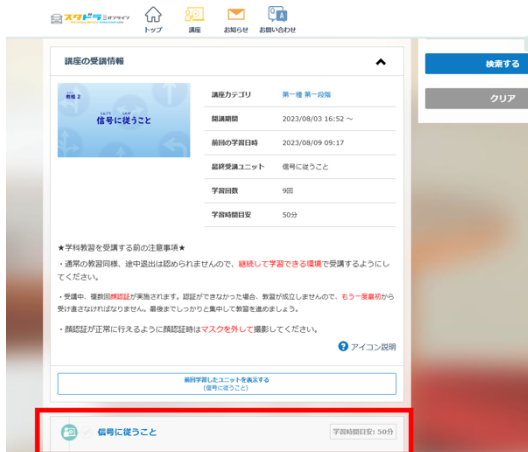 スタドラ
トップ 講座 お知らせ お問い合わせ
講座の受講情報
教程 2
信号に従うこと
講座カテゴリ 第一種 第一段階
開講期間 2023/08/03 16:52 ～
前回の学習日時 2023/08/09 09:17
最終受講ユニット 信号に従うこと
学習回数 9回
学習時間目安 50分
★学科教習を受講する前の注意事項★
・通常の教習同様、途中退出は認められませんので、継続して学習できる環境で受講するようにし
てください。
・受講中、複数回顔認証が実施されます。認証ができなかった場合、教習が成立しませんので、もう一度最初から
受け直さなければなりません。最後までしっかりと集中して教習を進めましょう。
・顔認証が正常に行えるように顔認証時はマスクを外して撮影してください。
アイコン説明
前回学習したユニットを表示する
(信号に従うこと)
信号に従うこと 学習時間目安: 50分
検索する
クリア